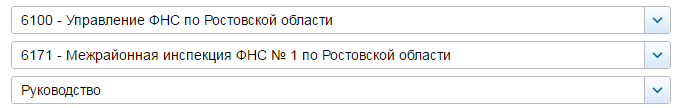 6100 - Управление ФНС по Ростовской области
6171 - Межрайонная инспекция ФНС № 1 по Ростовской области
Руководство